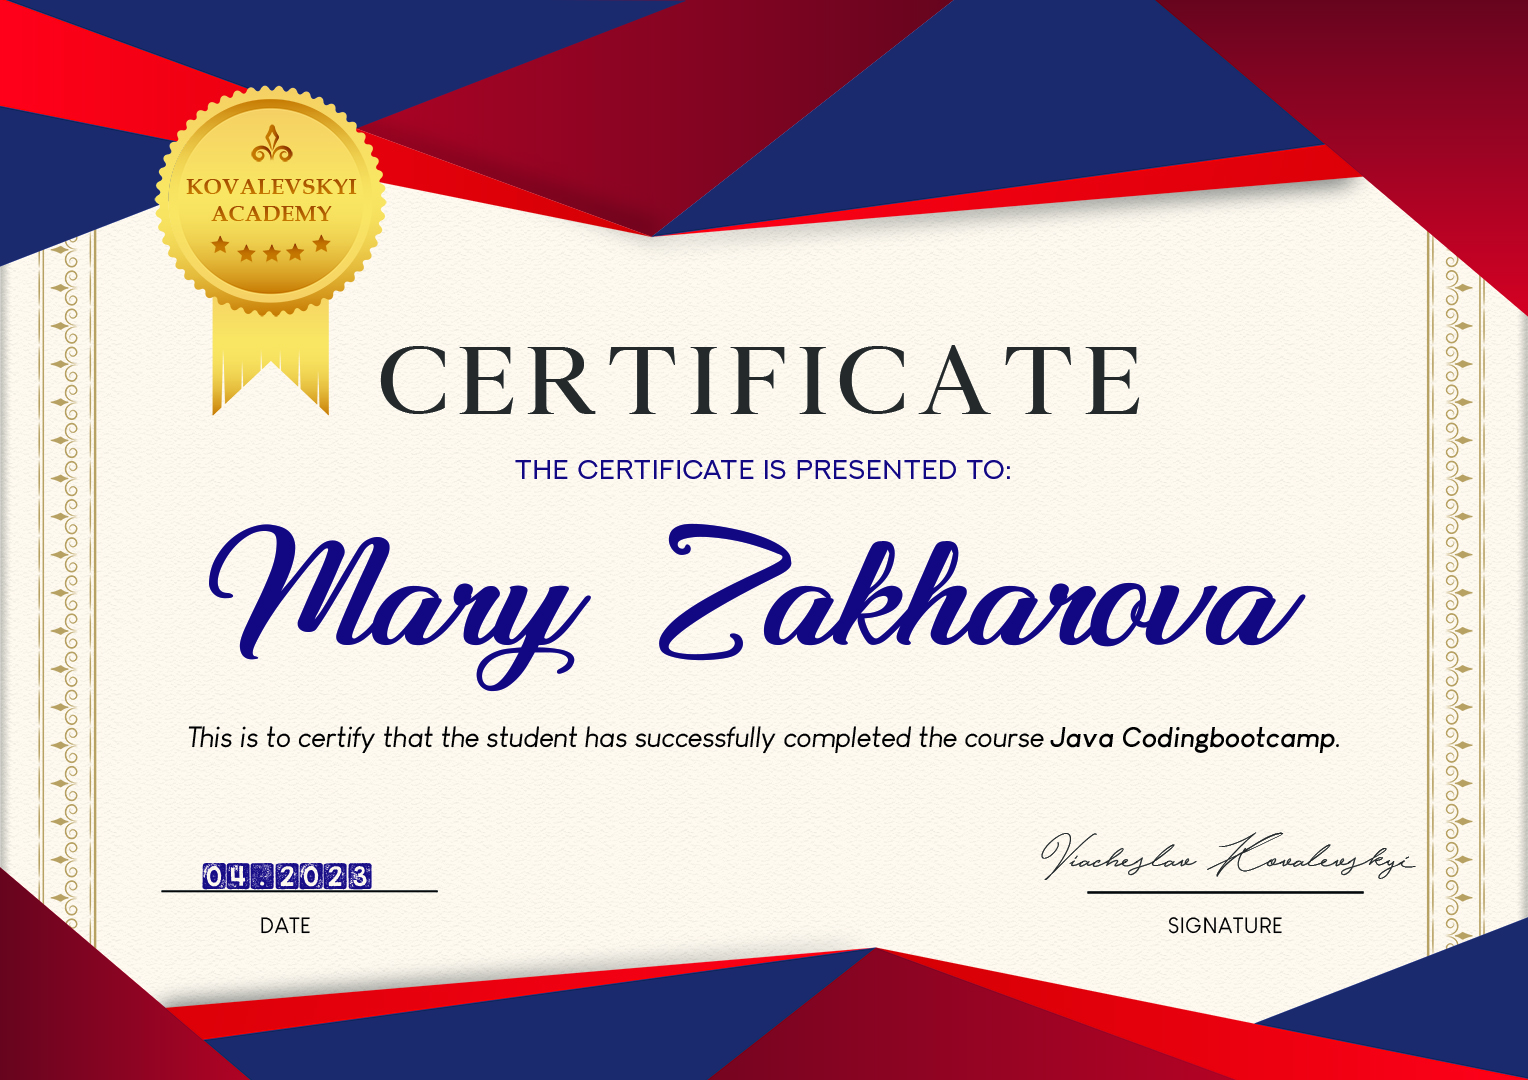 KOVALEVSKYI
ACADEMY
CERTIFICATE
THE CERTIFICATE IS PRESENTED TO:
Mary Zakharova
This is to certify that the student has successfully completed the course Java Codingbootcamp.
04.2023
Viacheslav Kovalevskyi
DATE
SIGNATURE